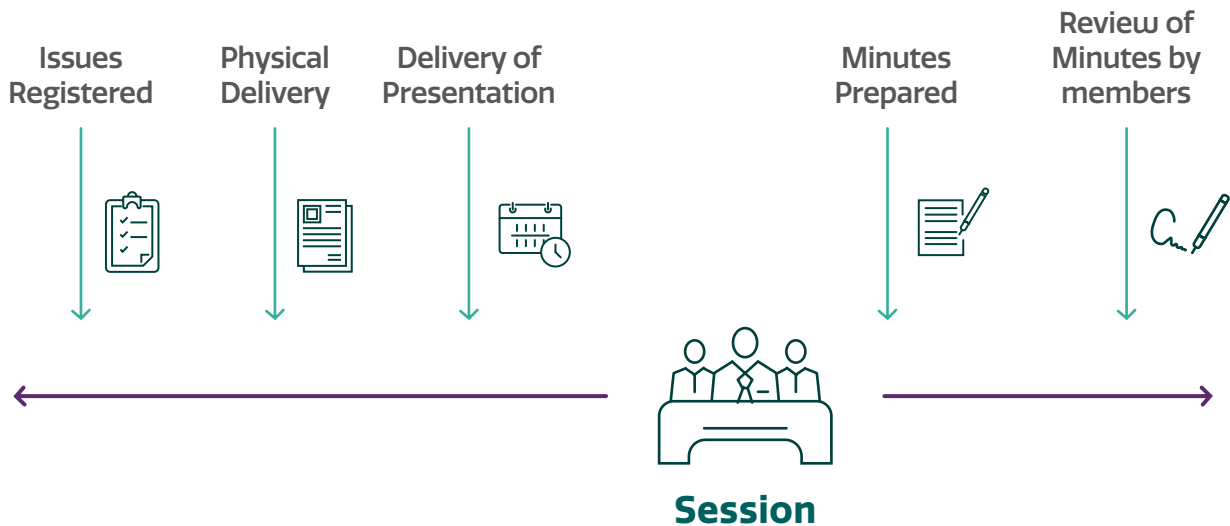 Issues
Registered
Physical
Delivery
Delivery of
Presentation
Minutes
Prepared
Review of
Minutes by
members
Session